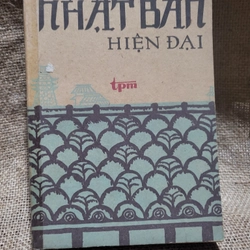 NHẬT BẢN
HIỆN ĐẠI
tpm